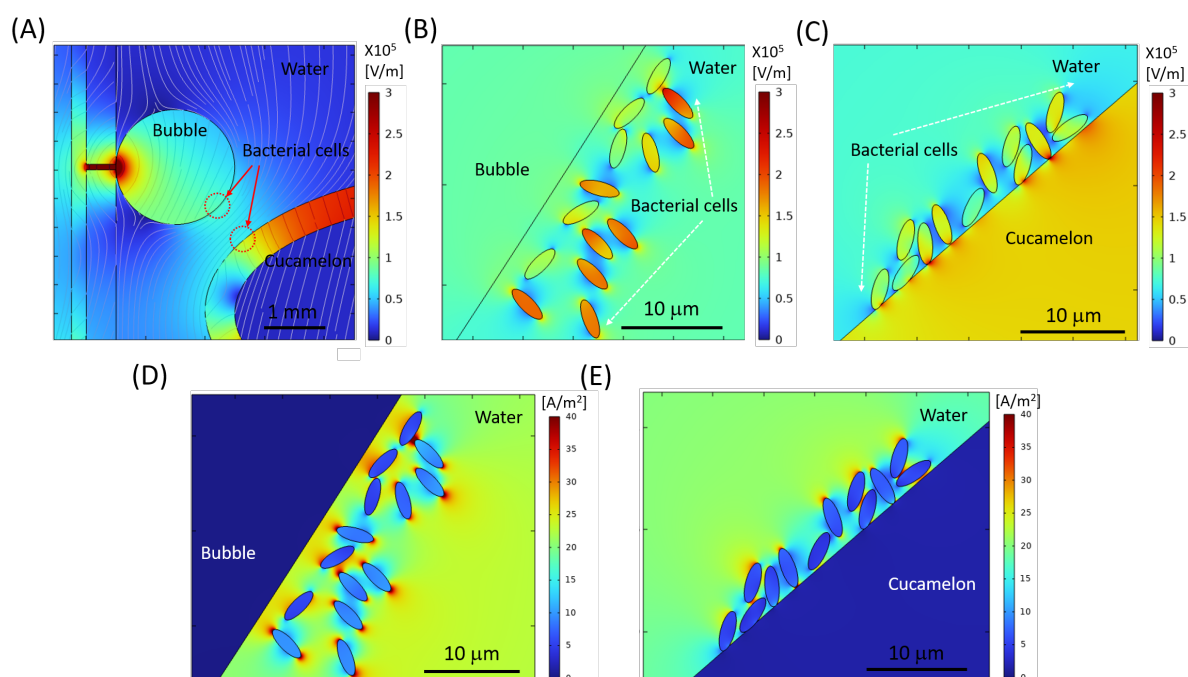 (A)
X10⁵
[V/m]
Water
Bubble
Bacterial cells
Cucamelon
1 mm
3
2.5
2
1.5
1
0.5
0
(B)
X10⁵
[V/m]
Water
Bubble
Bacterial cells
10 μm
3
2.5
2
1.5
1
0.5
0
(C)
X10⁵
[V/m]
Water
Bacterial cells
Cucamelon
10 μm
3
2.5
2
1.5
1
0.5
0
(D)
[A/m²]
Water
Bubble
10 μm
40
35
30
25
20
15
10
5
0
(E)
[A/m²]
Water
Cucamelon
10 μm
40
35
30
25
20
15
10
5
0